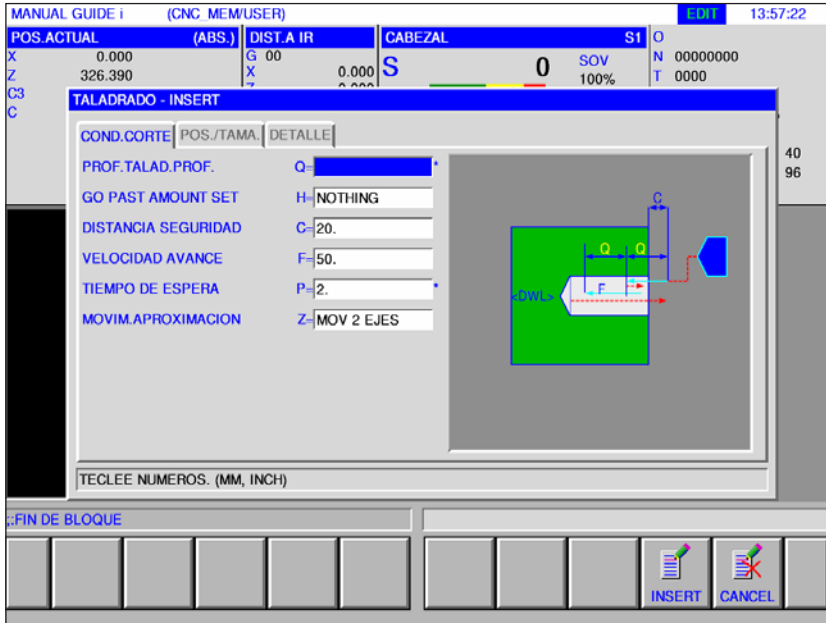 MANUAL GUIDE i (CNC_MEM/USER) EDIT 13:57:22
POS.ACTUAL (ABS.) DIST.A IR CABEZAL S1 O
X 0.000 G 00 N 00000000
Z 326.390 X 0.000 S 0 SOV 100% T 0000
C3
C
TALADRADO - INSERT
COND.CORTE POS./TAMA. DETALLE
PROF.TALAD.PROF. Q= *
GO PAST AMOUNT SET H= NOTHING
DISTANCIA SEGURIDAD C= 20.
VELOCIDAD AVANCE F= 50.
TIEMPO DE ESPERA P= 2. *
MOVIM.APROXIMACION Z= MOV 2 EJES
C
Q Q
<DWL> F
40
96
TECLEE NUMEROS. (MM, INCH)
;:FIN DE BLOQUE
INSERT CANCEL